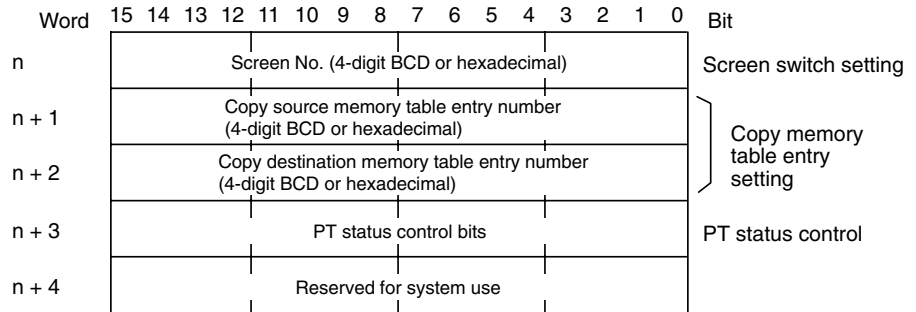 Word 15 14 13 12 11 10 9 8 7 6 5 4 3 2 1 0 Bit
n Screen No. (4-digit BCD or hexadecimal) Screen switch setting
n + 1 Copy source memory table entry number
(4-digit BCD or hexadecimal)
n + 2 Copy destination memory table entry number
(4-digit BCD or hexadecimal)
Copy memory
table entry
setting
n + 3 PT status control bits PT status control
n + 4 Reserved for system use